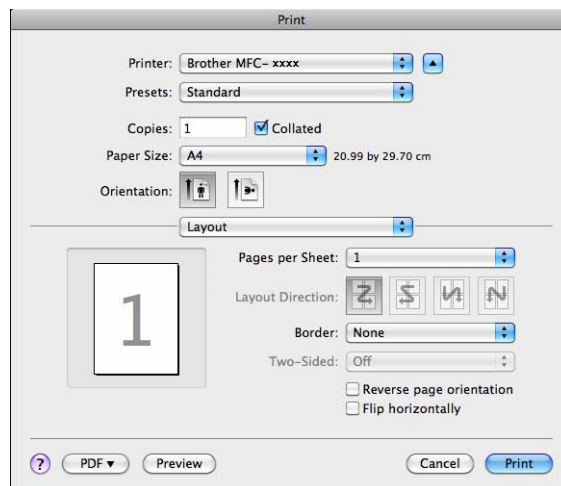 Print
Printer: Brother MFC- xxxx
Presets: Standard
Copies: 1 Collated
Paper Size: A4 20.99 by 29.70 cm
Orientation:
Layout
Pages per Sheet: 1
Layout Direction:
Border: None
Two-Sided: Off
Reverse page orientation
Flip horizontally
1
? PDF▼ Preview Cancel Print